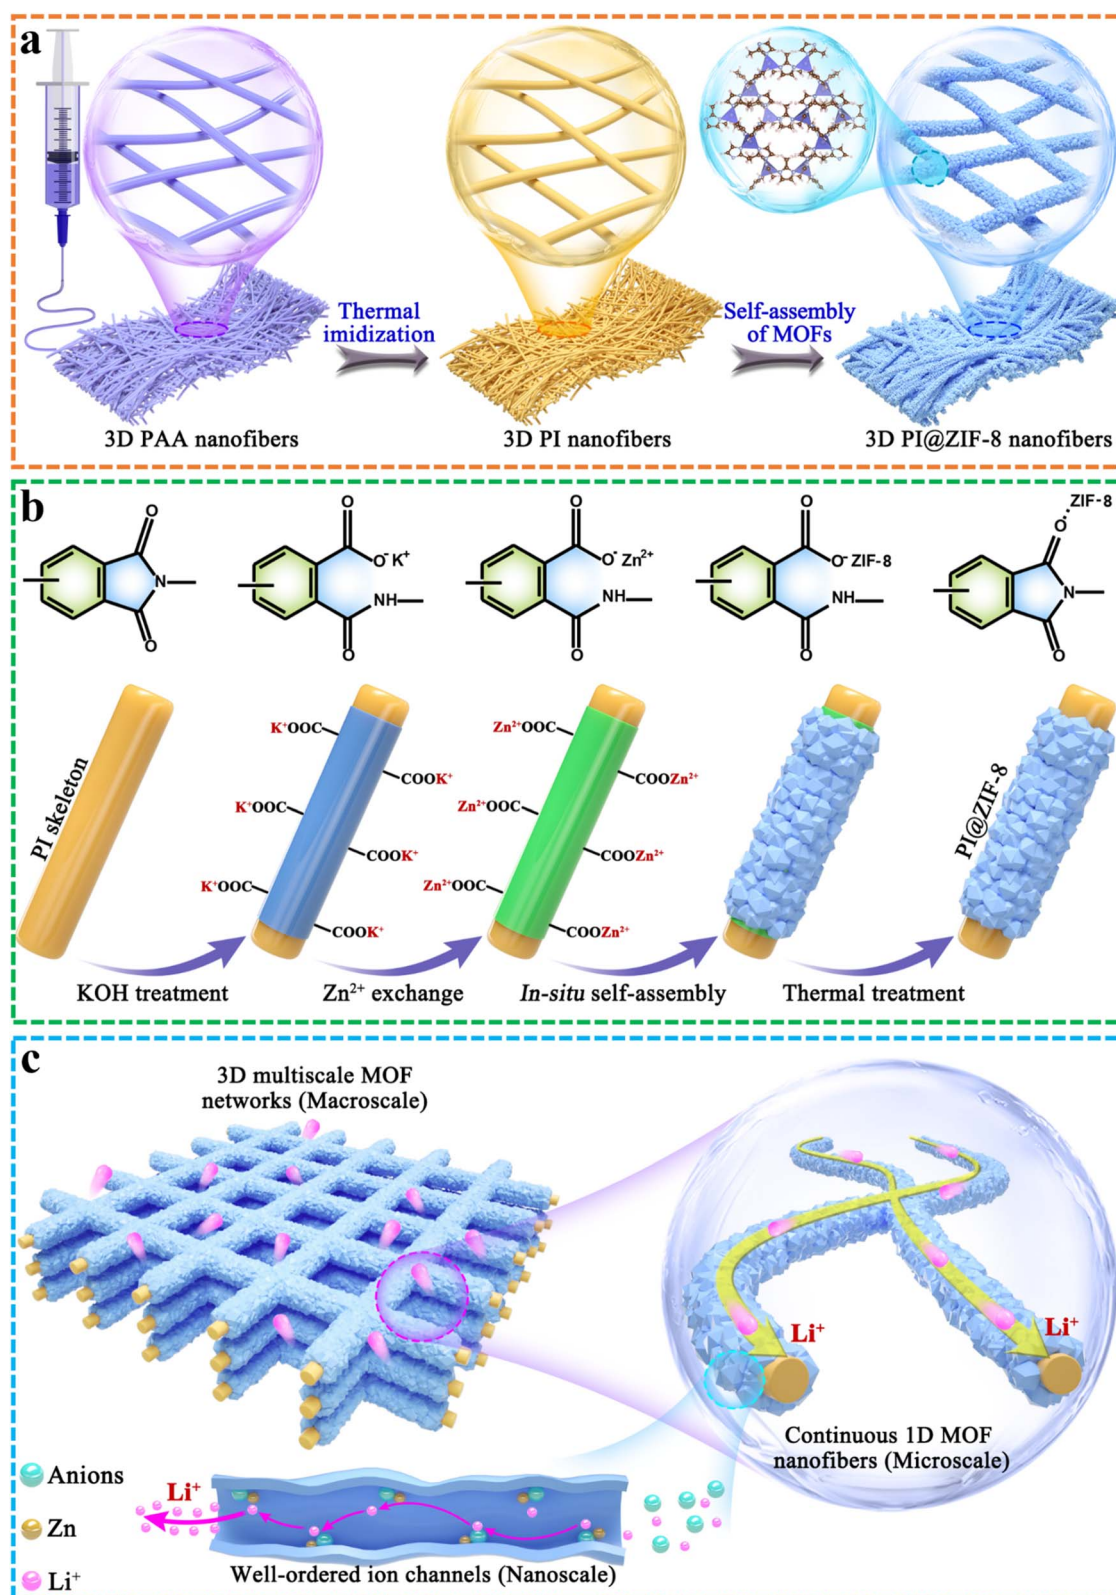 a
Thermal
imidization
Self-assembly
of MOFs
3D PAA nanofibers
3D PI nanofibers
3D PI@ZIF-8 nanofibers
b
O
N
O
O
O⁻ K⁺
NH
O
O
O⁻ Zn²⁺
NH
O
O
O⁻ ZIF-8
NH
O
ZIF-8
O
N
O
PI skeleton
K⁺OOC
COOK⁺
K⁺OOC
COOK⁺
K⁺OOC
COOK⁺
Zn²⁺OOC
COOZn²⁺
Zn²⁺OOC
COOZn²⁺
Zn²⁺OOC
COOZn²⁺
PI@ZIF-8
KOH treatment
Zn²⁺ exchange
In-situ self-assembly
Thermal treatment
c
3D multiscale MOF
networks (Macroscale)
Li⁺
Li⁺
Continuous 1D MOF
nanofibers (Microscale)
Anions
Zn
Li⁺
Li⁺
Well-ordered ion channels (Nanoscale)